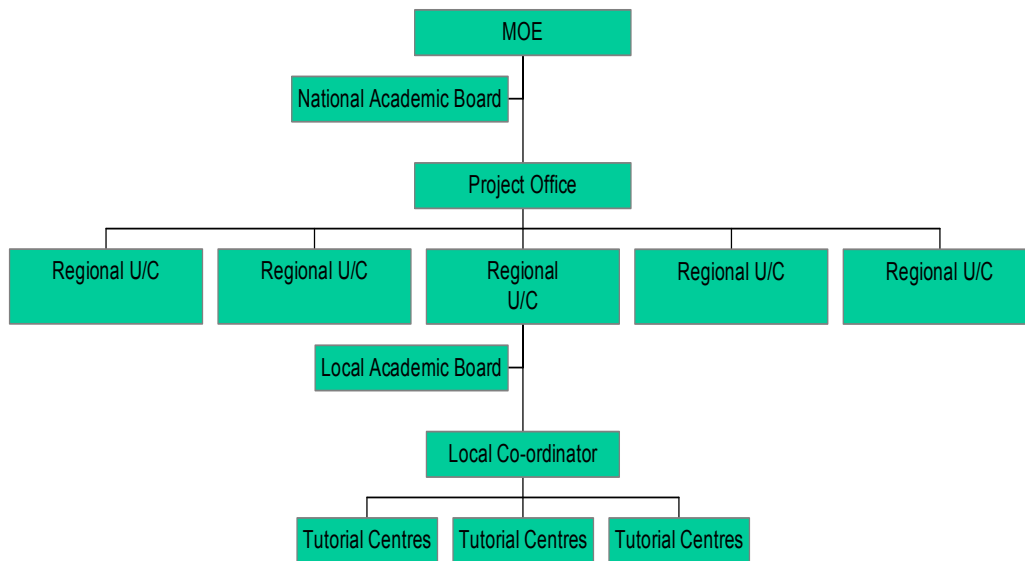 MOE
National Academic Board
Project Office
Regional U/C
Regional U/C
Regional
U/C
Regional U/C
Regional U/C
Local Academic Board
Local Co-ordinator
Tutorial Centres
Tutorial Centres
Tutorial Centres